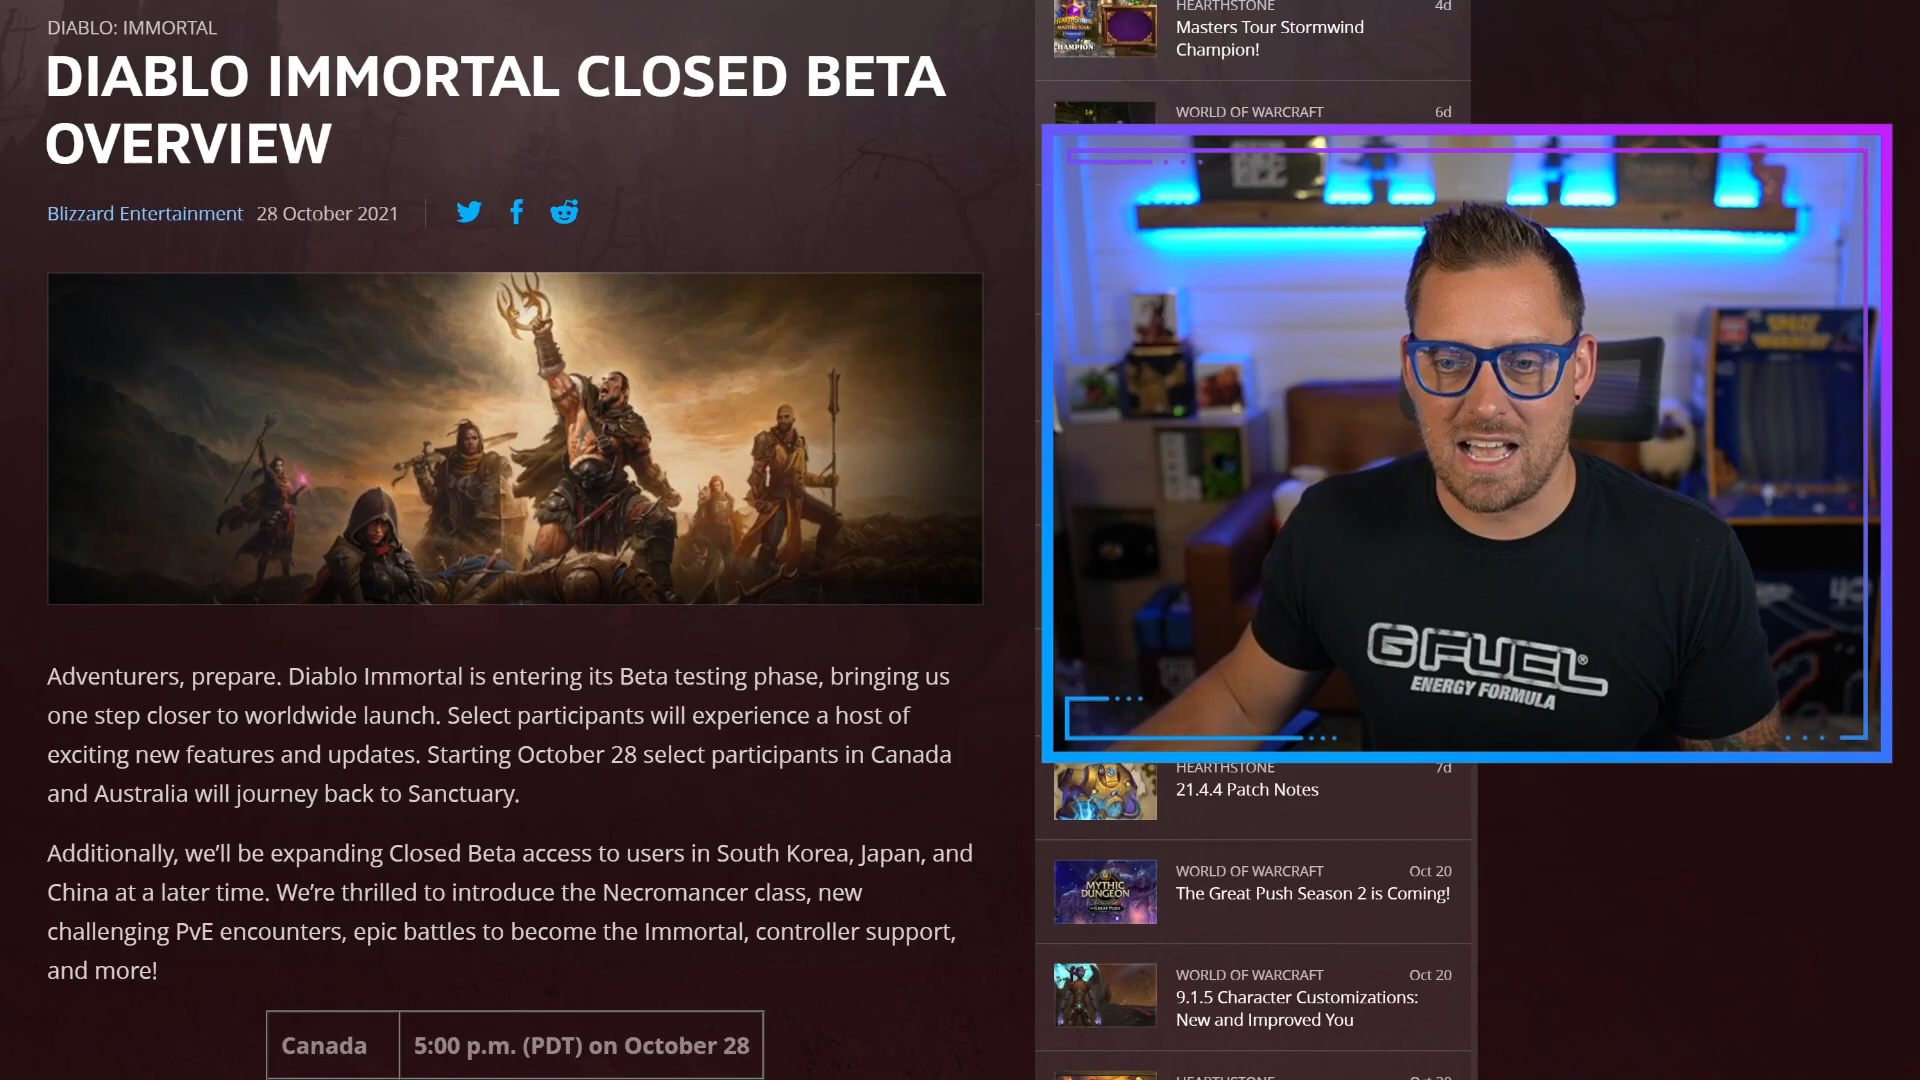 DIABLO: IMMORTAL
DIABLO IMMORTAL CLOSED BETA
OVERVIEW
Blizzard Entertainment 28 October 2021
Adventurers, prepare. Diablo Immortal is entering its Beta testing phase, bringing us
one step closer to worldwide launch. Select participants will experience a host of
exciting new features and updates. Starting October 28 select participants in Canada
and Australia will journey back to Sanctuary.
Additionally, we’ll be expanding Closed Beta access to users in South Korea, Japan, and
China at a later time. We’re thrilled to introduce the Necromancer class, new
challenging PvE encounters, epic battles to become the Immortal, controller support,
and more!
Canada 5:00 p.m. (PDT) on October 28
HEARTHSTONE 4d
Masters Tour Stormwind
Champion!
CHAMPION
WORLD OF WARCRAFT 6d
GFUEL®
ENERGY FORMULA
HEARTHSTONE 7d
21.4.4 Patch Notes
WORLD OF WARCRAFT Oct 20
The Great Push Season 2 is Coming!
MYTHIC
DUNGEON
WORLD OF WARCRAFT Oct 20
9.1.5 Character Customizations:
New and Improved You
HEARTHSTONE Oct 20